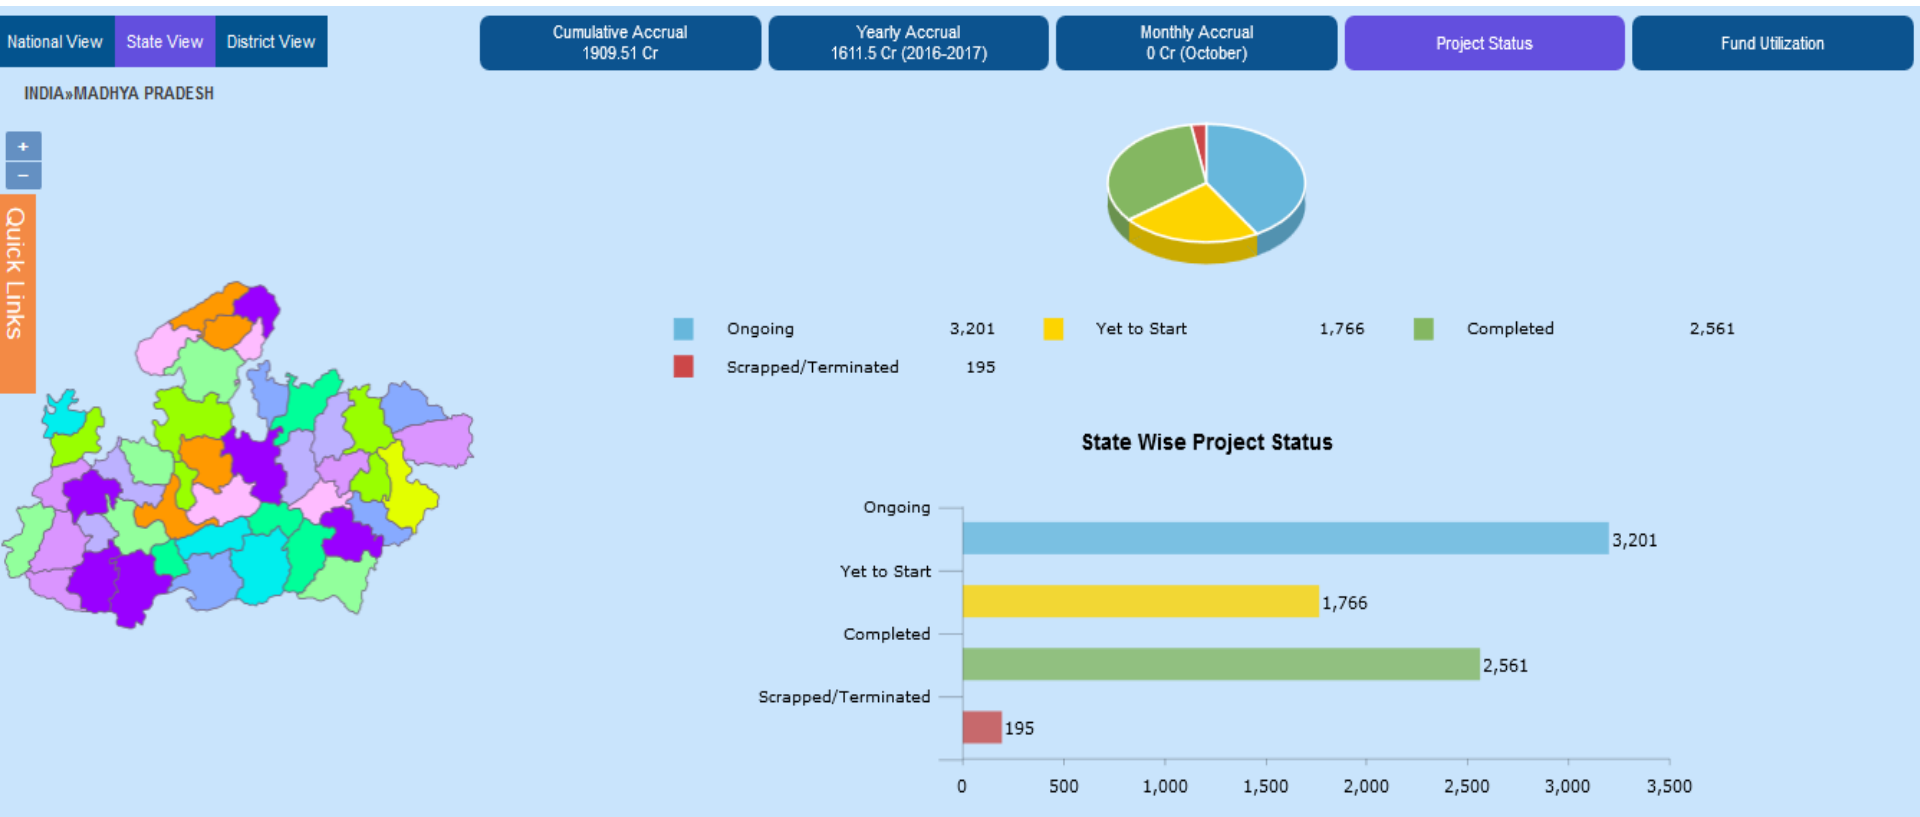 National View
State View
District View
Cumulative Accrual
1909.51 Cr
Yearly Accrual
1611.5 Cr (2016-2017)
Monthly Accrual
0 Cr (October)
Project Status
Fund Utilization
INDIA»MADHYA PRADESH
+
−
Quick Links
Ongoing 3,201 Yet to Start 1,766 Completed 2,561
Scrapped/Terminated 195
State Wise Project Status
Ongoing
3,201
Yet to Start
1,766
Completed
2,561
Scrapped/Terminated
195
0 500 1,000 1,500 2,000 2,500 3,000 3,500